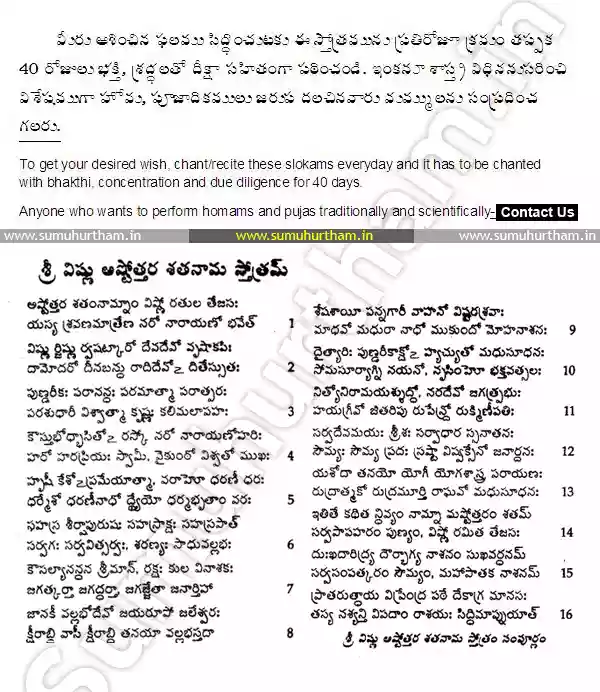 మీరు ఆశించిన ఫలము సిద్ధించుటకు ఈ స్తోత్రమును ప్రతిరోజూ క్రమం తప్పక
40 రోజులు భక్తి, శ్రద్ధలతో దీక్షా సహితంగా పఠించండి. ఇంకనూ శాస్త్ర విధిననుసరించి
విశేషముగా హోమ, పూజాదికములు జరుప దలచినవారు మమ్ములను సంప్రదించ
గలరు.
To get your desired wish, chant/recite these slokams everyday and it has to be chanted
with bhakthi, concentration and due diligence for 40 days.
Anyone who wants to perform homams and pujas traditionally and scientifically- Contact Us
www.sumuhurtham.in www.sumuhurtham.in www.sumuhurtham.in
శ్రీ విష్ణు అష్టోత్తర శతనామ స్తోత్రమ్
అష్టోత్తర శతంనామ్నాం విష్ణో రతుల తేజసః
యస్య శ్రవణమాత్రేణ నరో నారాయణో భవేత్ 1
విష్ణు ర్జిష్ణు ర్వషట్కారో దేవదేవో వృషాకపిః
దామోదరో దీనబన్ధు రాదిదేవోఽ దితేస్సుతః 2
పుణ్డరీకః పరానన్దః పరమాత్మా పరాత్పరః
పరశుధారీ విశ్వాత్మా కృష్ణః కలిమలాపహః 3
కౌస్తుభోద్భాసితోఽ రస్కో నరో నారాయణోహరిః
హరో హరప్రియః స్వామీ, వైకుంఠో విశ్వతో ముఖః 4
హృషీ కేశోఽప్రమేయాత్మా, వరాహో ధరణీ ధరః
ధర్మేశో ధరణీనాధో ధ్యేయో ధర్మభృతాం వరః 5
సహస్ర శీర్షాపురుషః సహస్రాక్షః సహస్రపాత్
సర్వగః సర్వవిత్సర్వః, శరణ్యః సాధువల్లభః 6
కౌసల్యానన్దన శ్రీమాన్, రక్షః కుల వినాశకః
జగత్కర్తా జగద్ధర్తా, జగజ్జేతా జనార్తిహా 7
జానకీ వల్లభోదేవో జయరూపో జలేశ్వరః
క్షీరాబ్ధి వాసీ క్షీరాబ్ధి తనయా వల్లభస్తదా 8
శేషశాయీ పన్నగారీ వాహనో విష్టరశ్రవాః
మాధవో మధురా నాధో ముకుందో మోహనాశనః 9
దైత్యారిః పుణ్డరీకాక్షోఽ హ్యచ్యుతో మధుసూదనః
సోమసూర్యాగ్ని నయనో, నృసింహో భక్తవత్సలః 10
నిత్యోనిరామయశ్శుద్ధో, నరదేవో జగత్ప్రభుః
హయగ్రీవో జితరిపు రుపేన్ద్రో రుక్మిణీపతిః 11
సర్వదేవమయః శ్రీశః సర్వాధార స్సనాతనః
సౌమ్యః సౌమ్య ప్రదః స్రష్టా విష్వక్సేనో జనార్దనః 12
యశోదా తనయో యోగీ యోగశాస్త్ర పరాయణః
రుద్రాత్మకో రుద్రమూర్తి రాఘవో మధుసూదనః 13
ఇతితే కథిత న్దివ్యం నామ్నా మష్టోత్తరం శతమ్
సర్వపాపహరం పుణ్యం, విష్ణో రమిత తేజసః 14
దుఃఖదారిద్ర్య దౌర్భాగ్య నాశనం సుఖవర్ధనమ్
సర్వసంపత్కరం సౌమ్యం, మహాపాతక నాశనమ్ 15
ప్రాతరుత్థాయ విప్రేంద్ర పఠే దేకాగ్ర మానసః
తస్య నశ్యన్తి విపదాం రాశయః సిద్ధిమాప్నుయాత్ 16
శ్రీ విష్ణు అష్టోత్తర శతనామ స్తోత్రం సంపూర్ణం